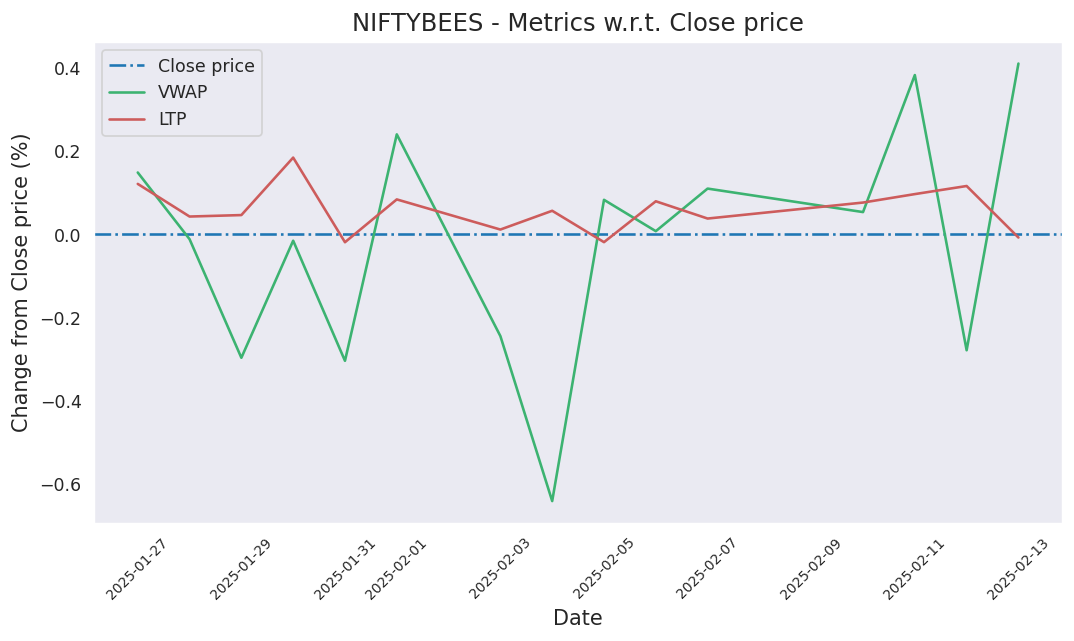 NIFTYBEES - Metrics w.r.t. Close price
Close price
VWAP
LTP
Change from Close price (%)
0.4
0.2
0.0
−0.2
−0.4
−0.6
2025-01-27
2025-01-29
2025-01-31
2025-02-01
2025-02-03
2025-02-05
2025-02-07
2025-02-09
2025-02-11
2025-02-13
Date